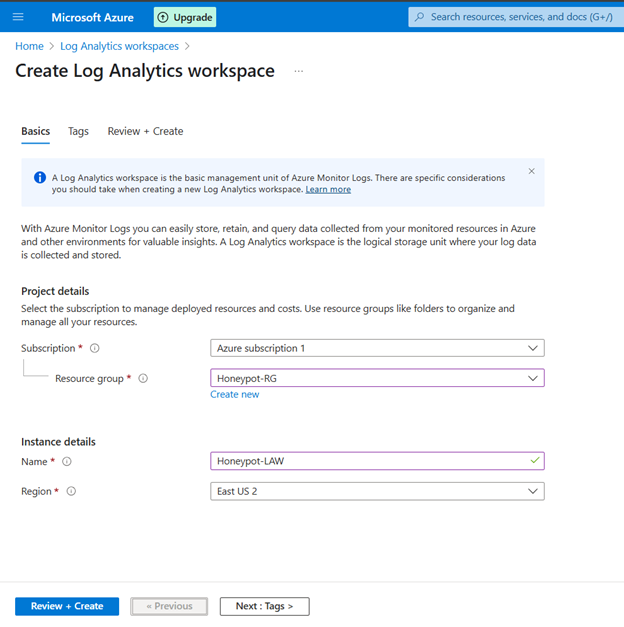 Microsoft Azure
Upgrade
Search resources, services, and docs (G+/)
Home > Log Analytics workspaces >
Create Log Analytics workspace ...
Basics Tags Review + Create
A Log Analytics workspace is the basic management unit of Azure Monitor Logs. There are specific considerations
you should take when creating a new Log Analytics workspace. Learn more
With Azure Monitor Logs you can easily store, retain, and query data collected from your monitored resources in Azure
and other environments for valuable insights. A Log Analytics workspace is the logical storage unit where your log data
is collected and stored.
Project details
Select the subscription to manage deployed resources and costs. Use resource groups like folders to organize and
manage all your resources.
Subscription * Azure subscription 1
Resource group * Honeypot-RG
Create new
Instance details
Name * Honeypot-LAW
Region * East US 2
Review + Create « Previous Next : Tags >